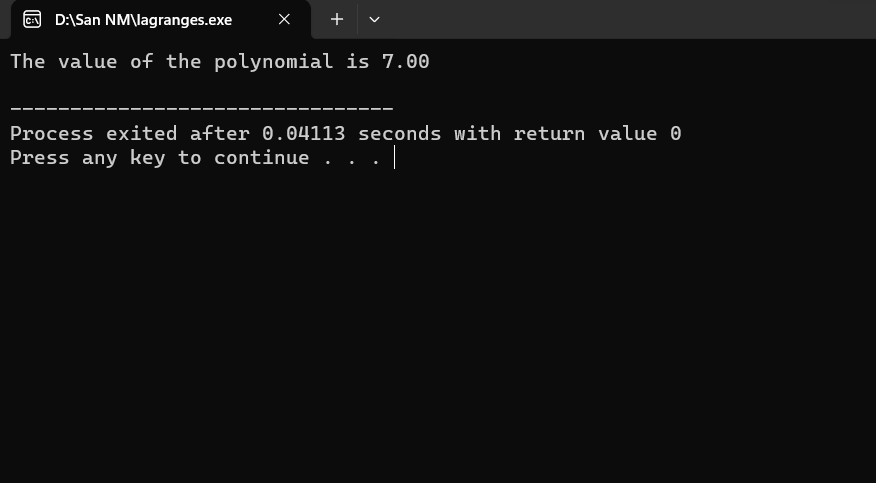 D:\San NM\lagranges.exe
The value of the polynomial is 7.00
--------------------------------
Process exited after 0.04113 seconds with return value 0
Press any key to continue . . .